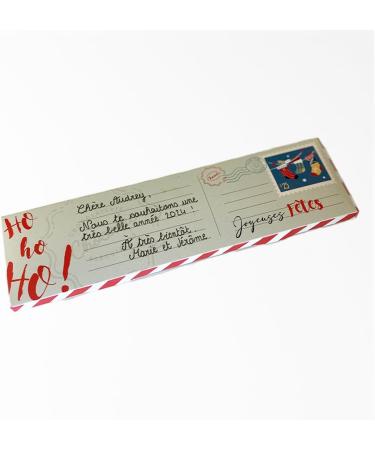 HO
ho
HO!
Chère Audrey,
Nous te souhaitons une
très belle année 2024!
À très bientôt
Marie et Jérôme.
Joyeuses FÊTES